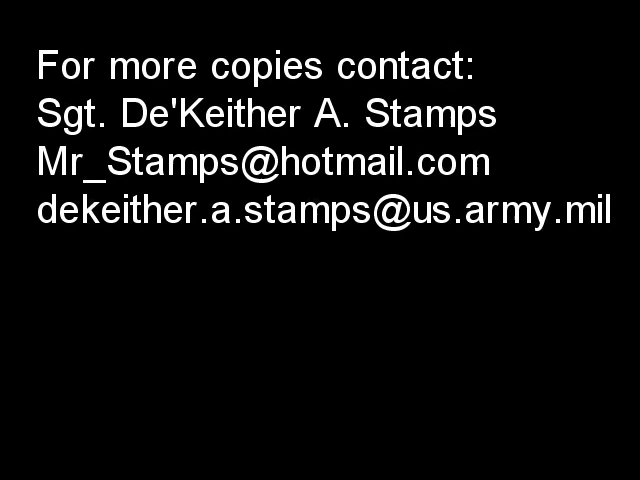 For more copies contact:
Sgt. De'Keither A. Stamps
Mr_Stamps@hotmail.com
dekeither.a.stamps@us.army.mil